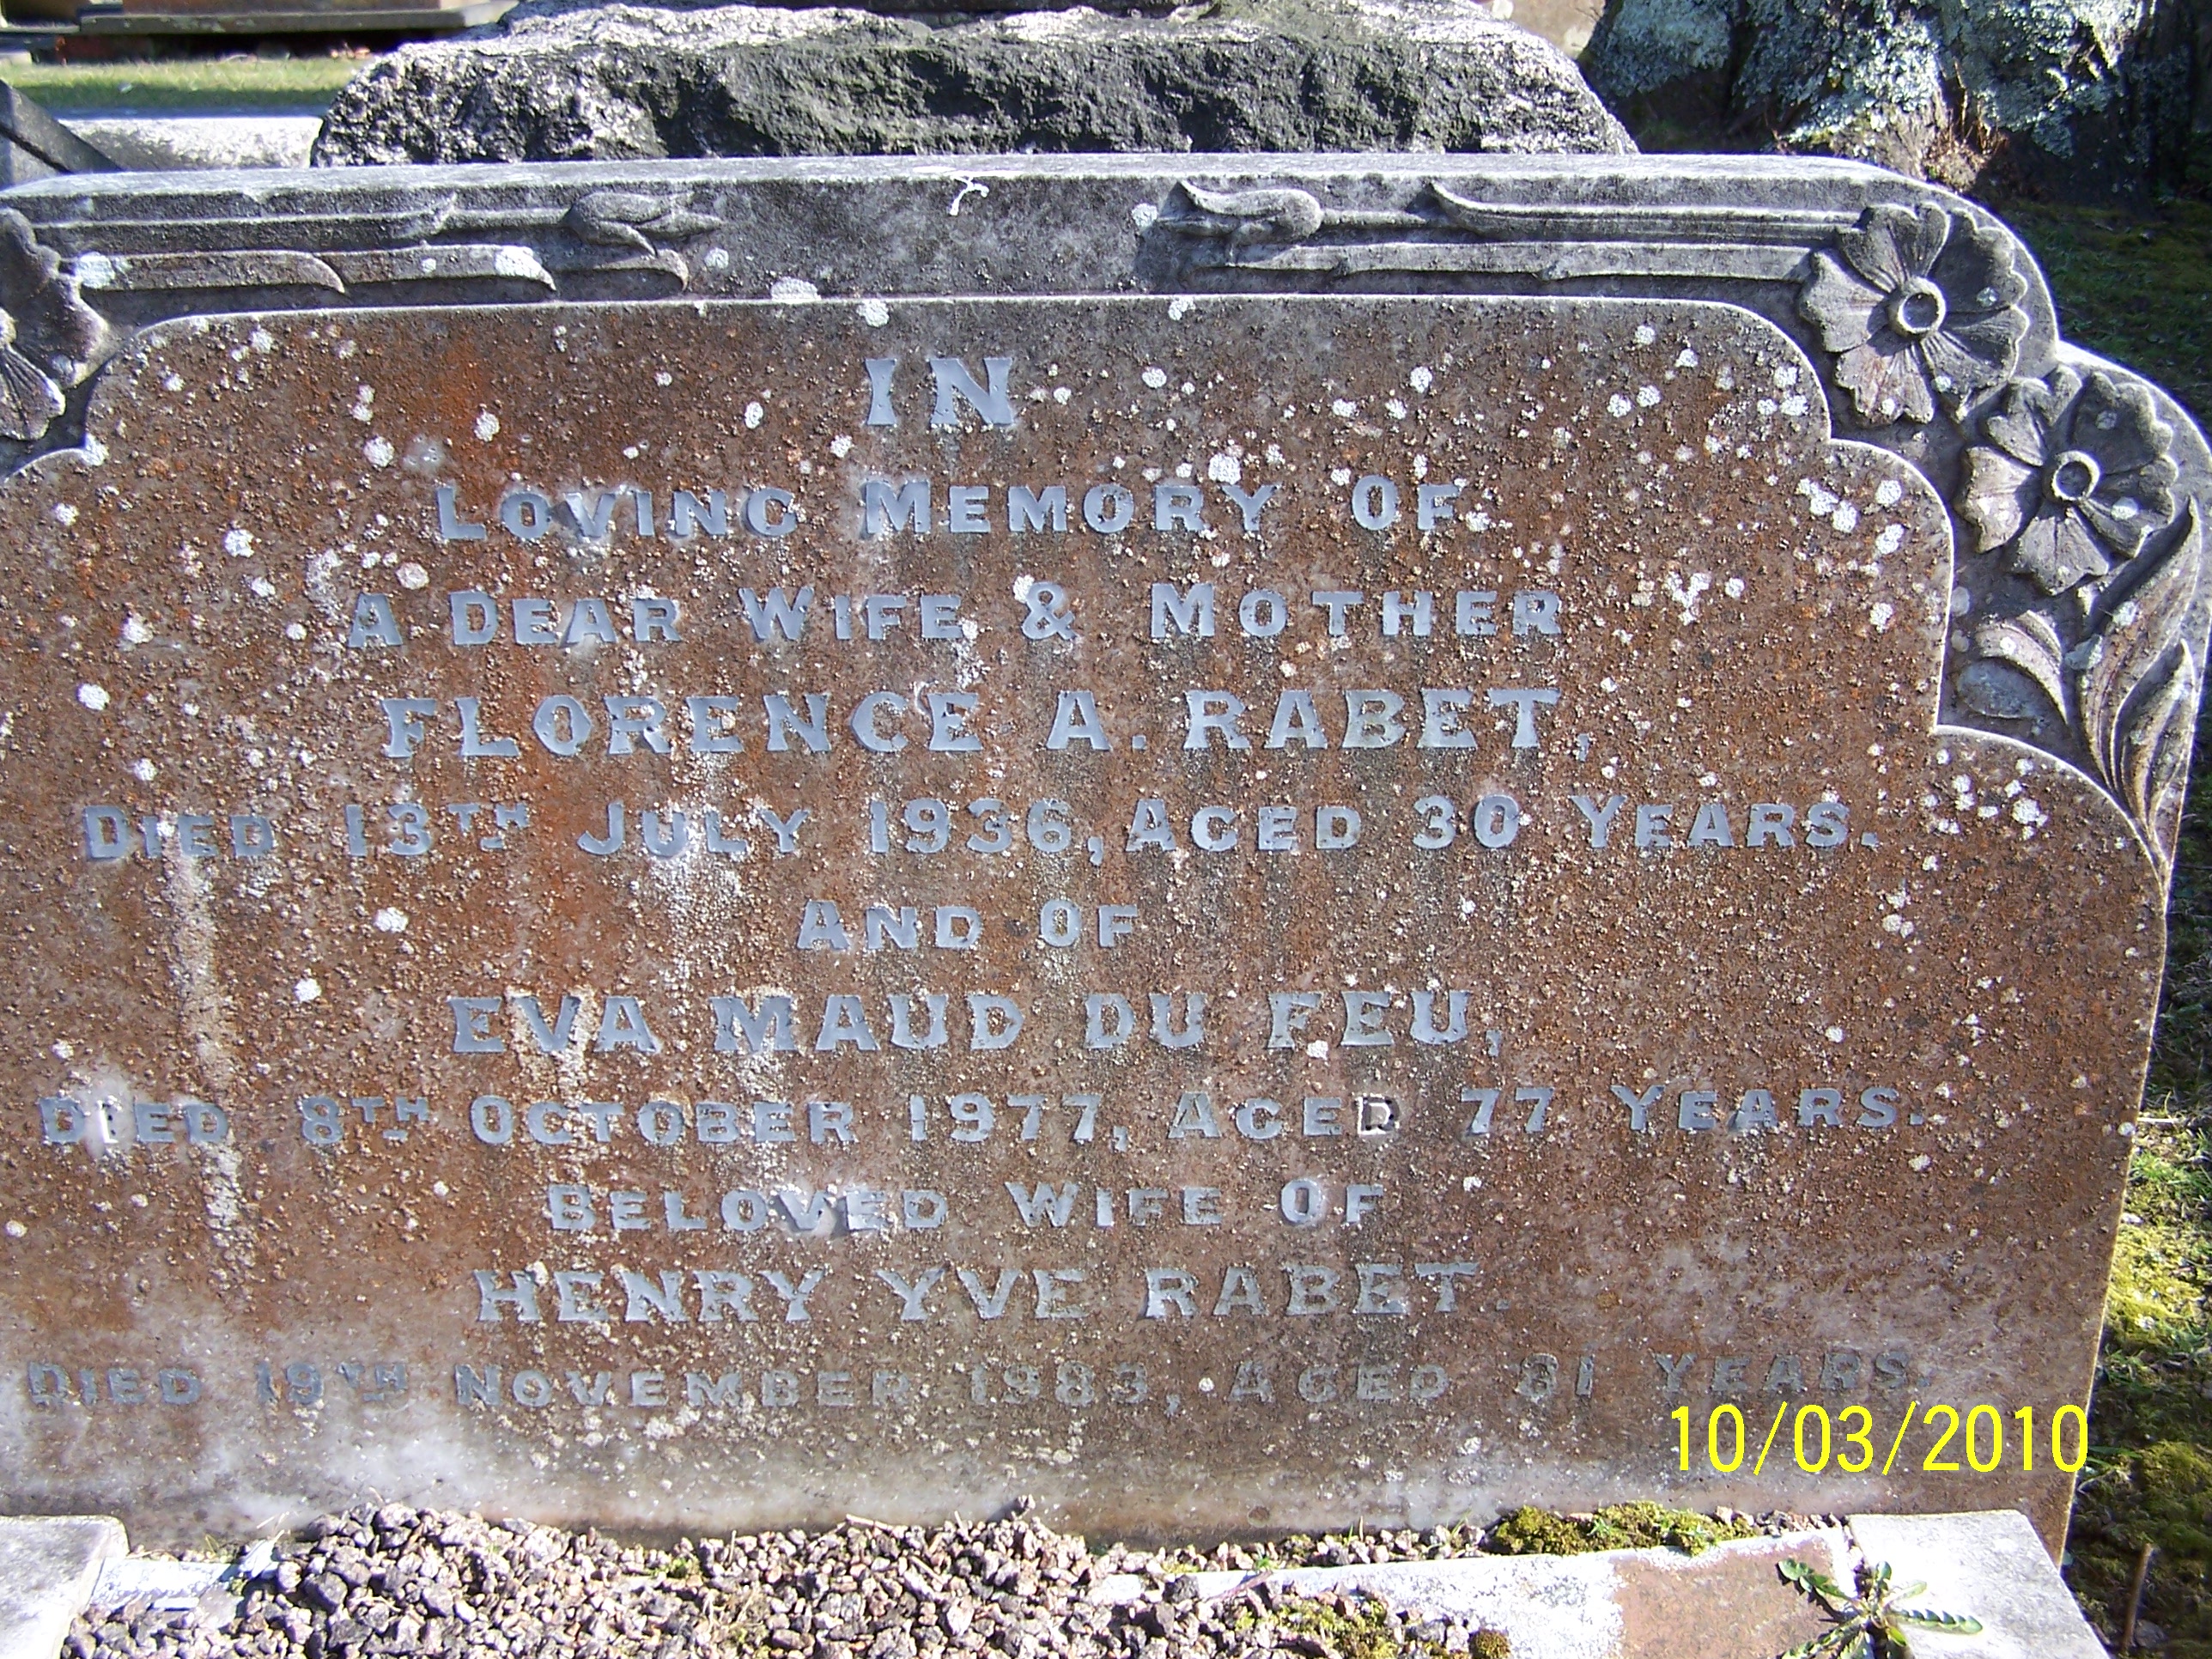 IN
LOVING MEMORY OF
A DEAR WIFE & MOTHER
FLORENCE A. RABET,
DIED 13TH JULY 1936, AGED 30 YEARS.
AND OF
EVA MAUD DU FEU,
DIED 8TH OCTOBER 1977, AGED 77 YEARS.
BELOVED WIFE OF
HENRY YVE RABET.
DIED 19TH NOVEMBER 1983, AGED 81 YEARS.
10/03/2010